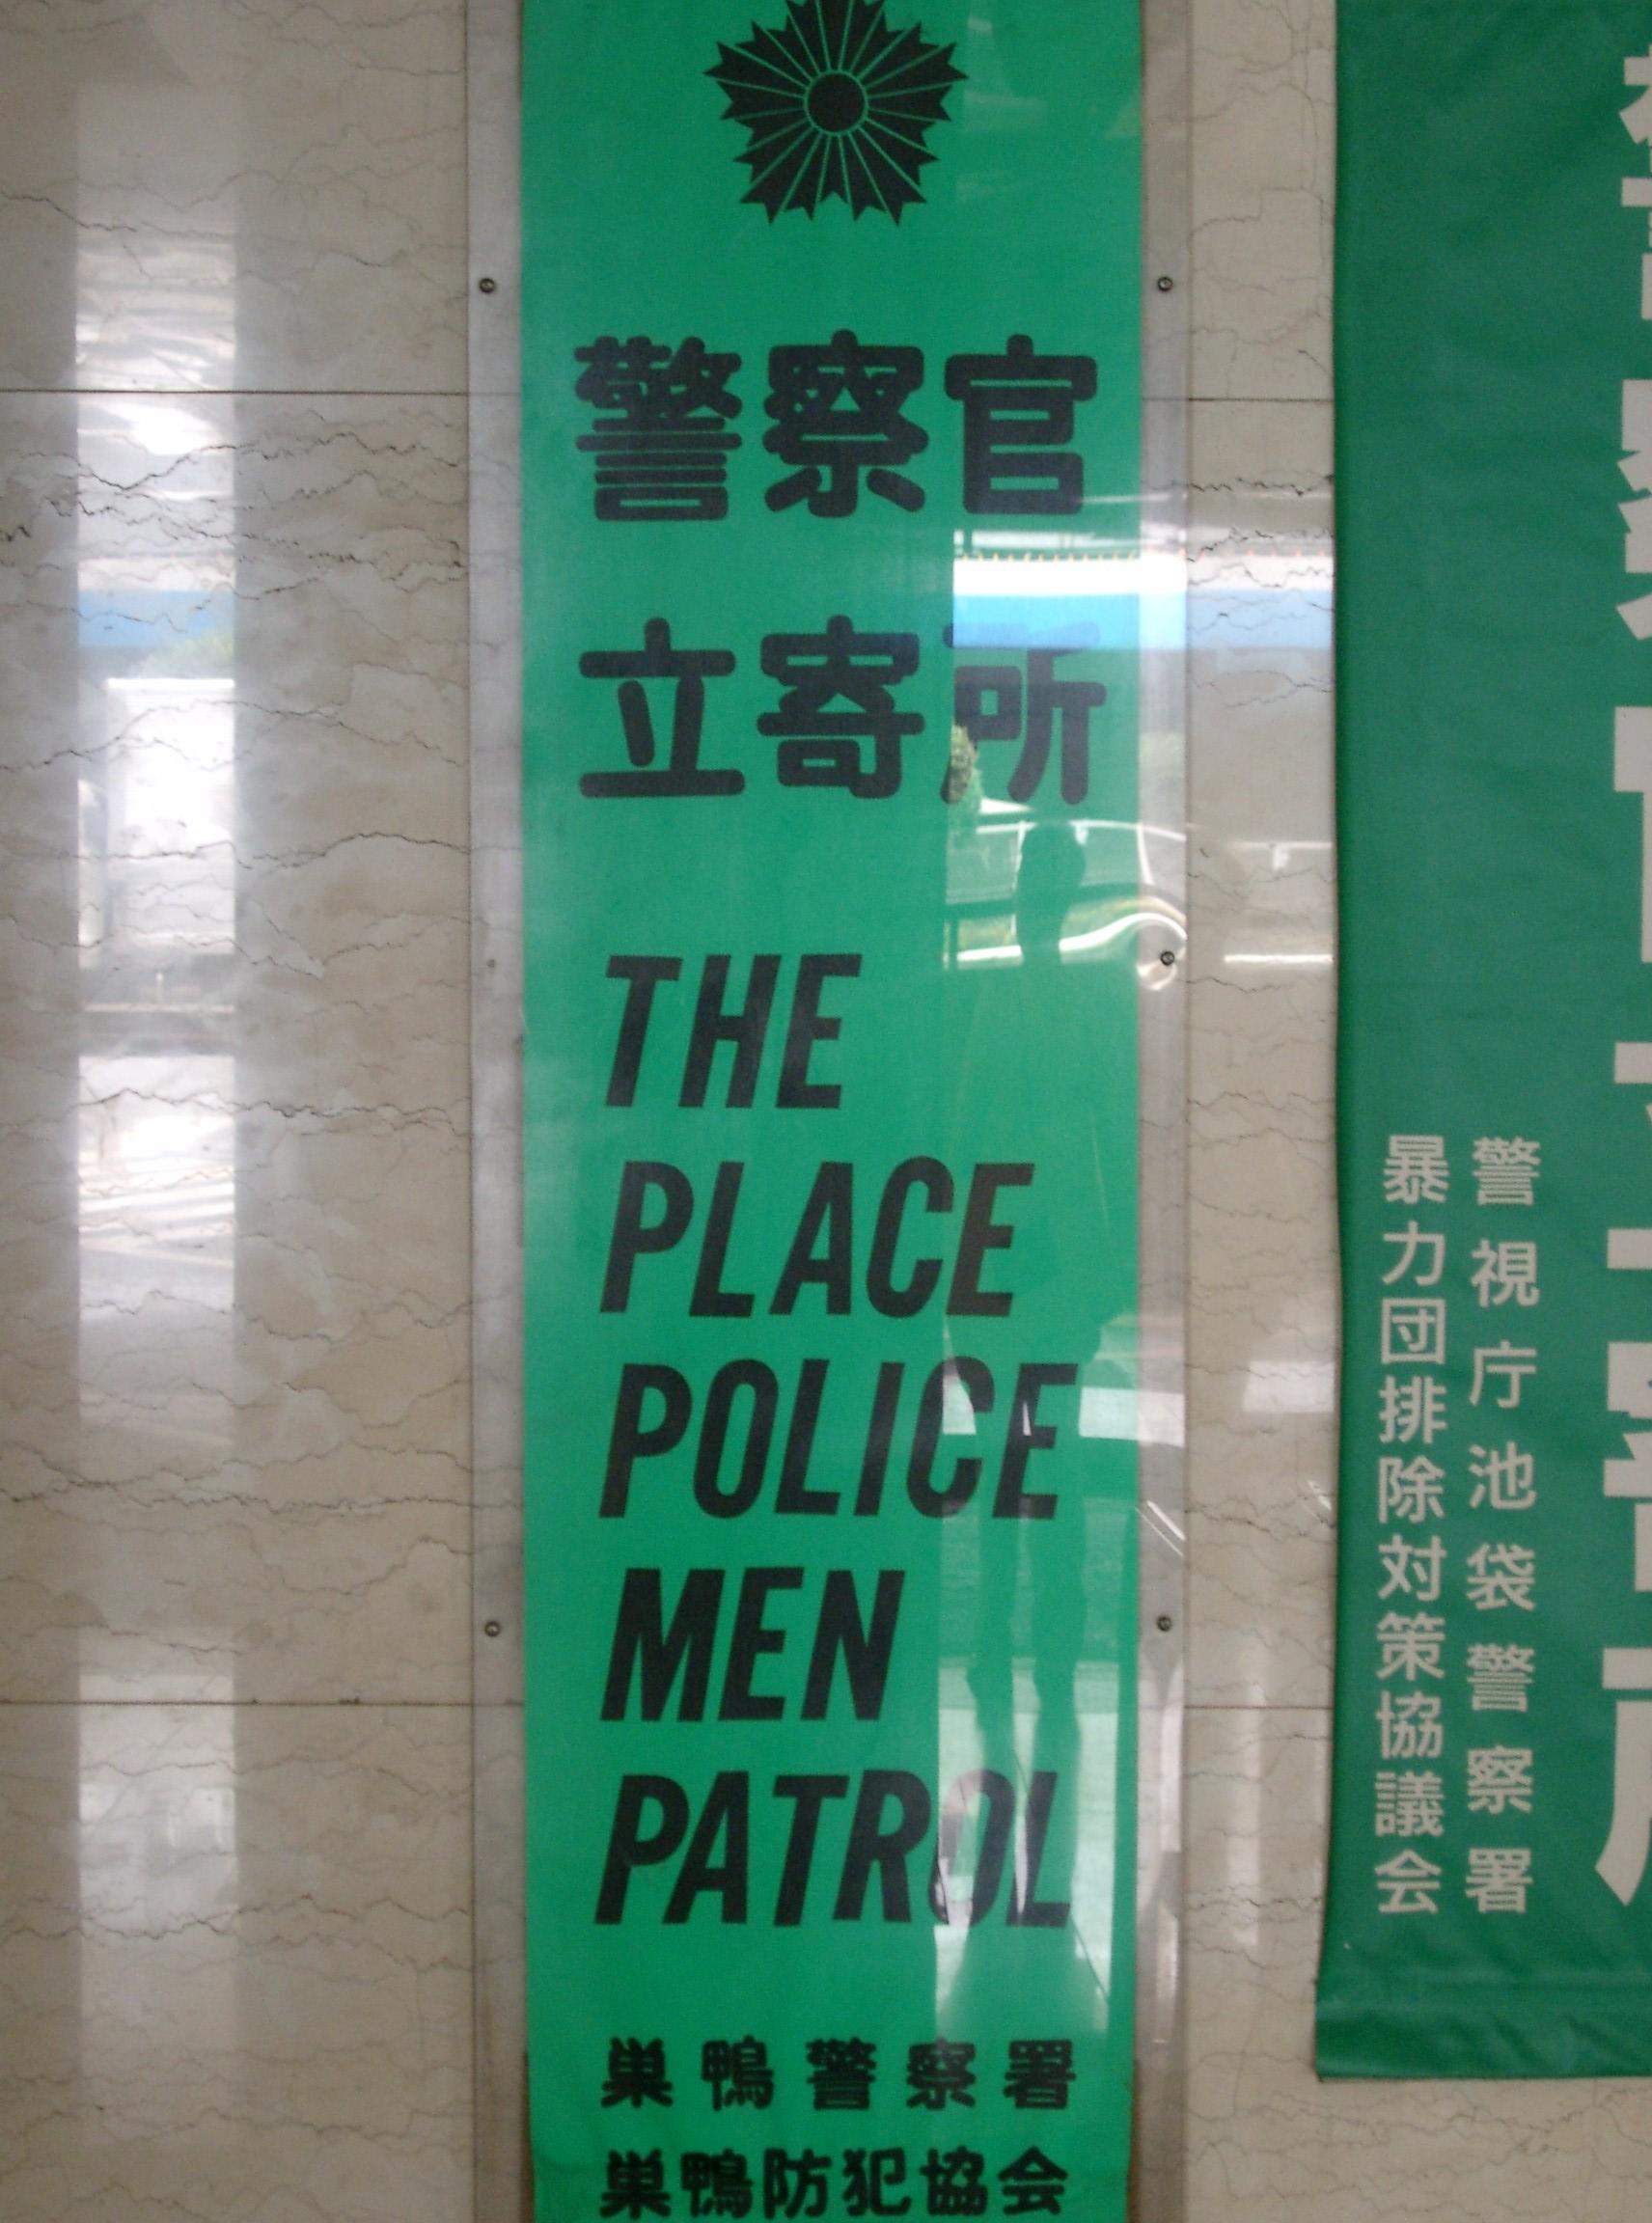 警察官
立寄所
THE
PLACE
POLICE
MEN
PATROL
巣鴨警察署
巣鴨防犯協会
警視庁池袋警察署
暴力団排除対策協議会